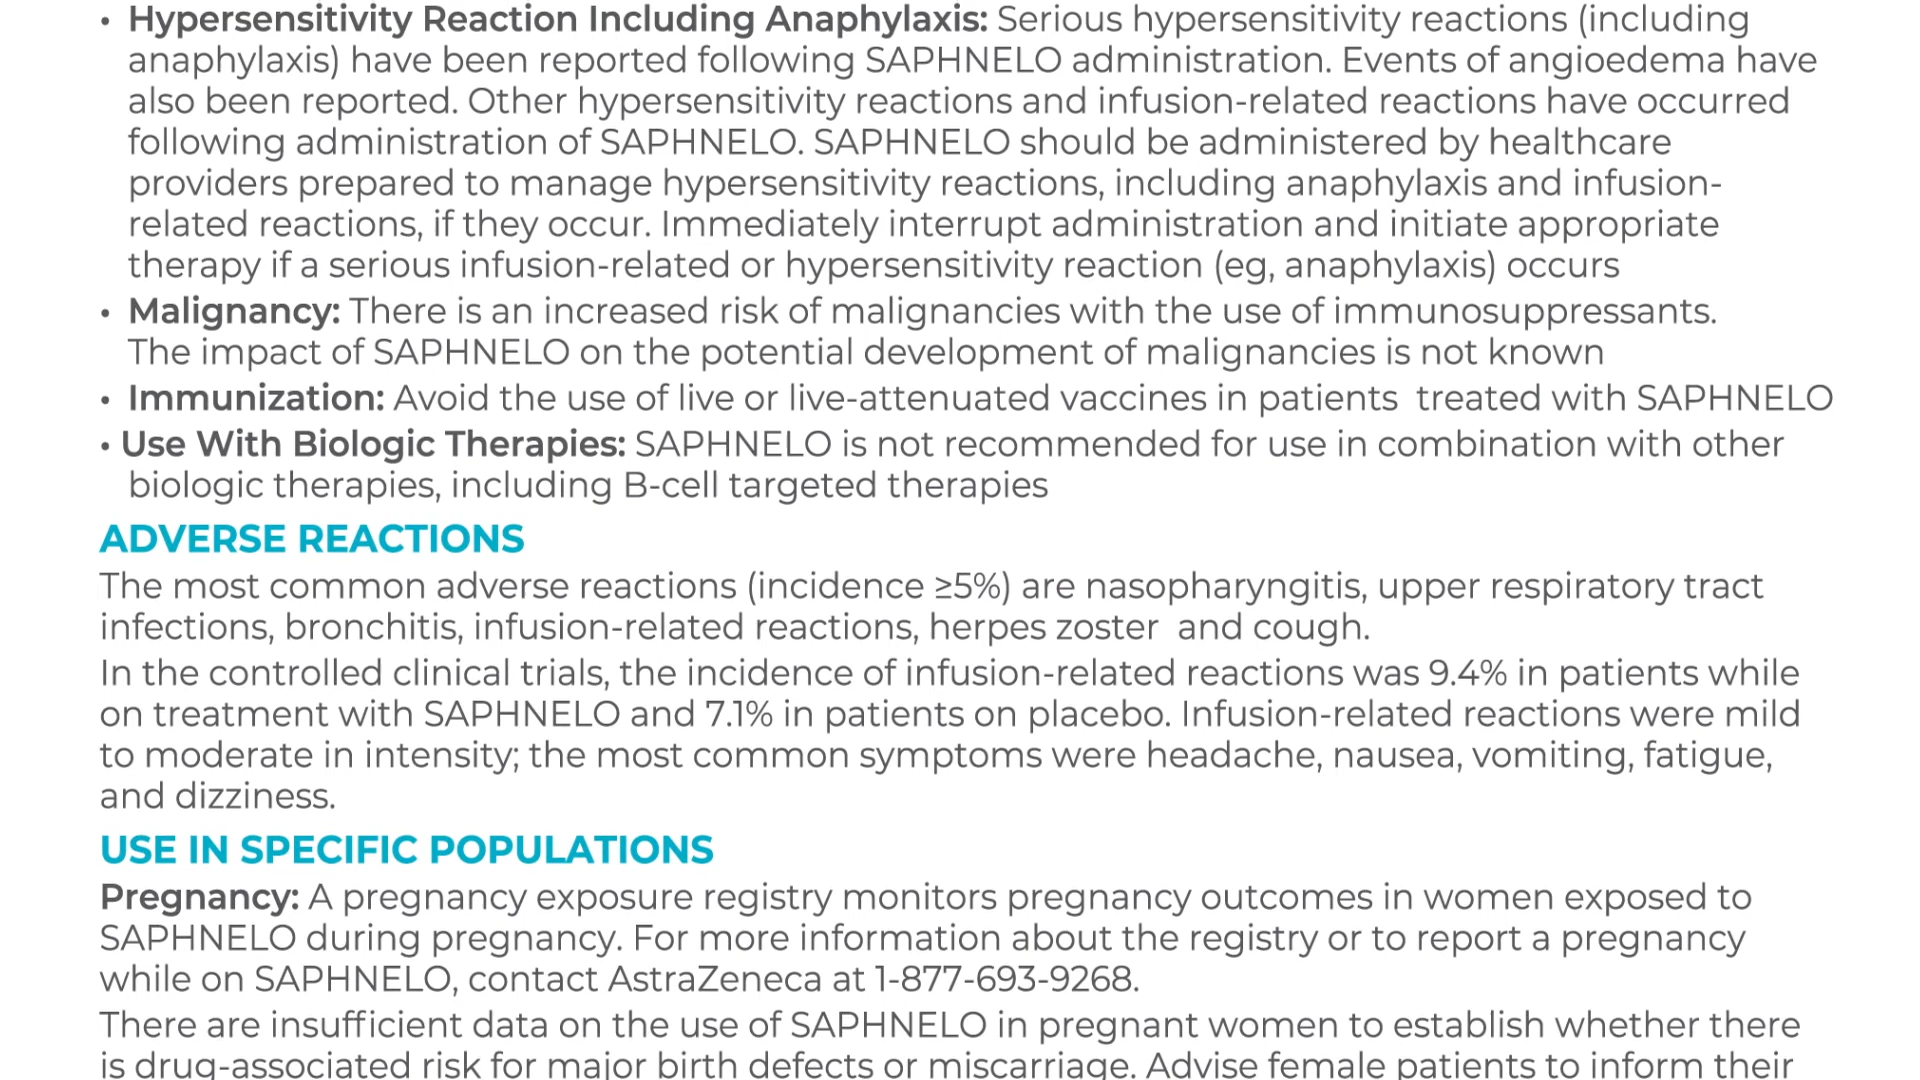 • Hypersensitivity Reaction Including Anaphylaxis: Serious hypersensitivity reactions (including
anaphylaxis) have been reported following SAPHNELO administration. Events of angioedema have
also been reported. Other hypersensitivity reactions and infusion-related reactions have occurred
following administration of SAPHNELO. SAPHNELO should be administered by healthcare
providers prepared to manage hypersensitivity reactions, including anaphylaxis and infusion-
related reactions, if they occur. Immediately interrupt administration and initiate appropriate
therapy if a serious infusion-related or hypersensitivity reaction (eg, anaphylaxis) occurs
• Malignancy: There is an increased risk of malignancies with the use of immunosuppressants.
The impact of SAPHNELO on the potential development of malignancies is not known
• Immunization: Avoid the use of live or live-attenuated vaccines in patients  treated with SAPHNELO
• Use With Biologic Therapies: SAPHNELO is not recommended for use in combination with other
biologic therapies, including B-cell targeted therapies
ADVERSE REACTIONS
The most common adverse reactions (incidence ≥5%) are nasopharyngitis, upper respiratory tract
infections, bronchitis, infusion-related reactions, herpes zoster  and cough.
In the controlled clinical trials, the incidence of infusion-related reactions was 9.4% in patients while
on treatment with SAPHNELO and 7.1% in patients on placebo. Infusion-related reactions were mild
to moderate in intensity; the most common symptoms were headache, nausea, vomiting, fatigue,
and dizziness.
USE IN SPECIFIC POPULATIONS
Pregnancy: A pregnancy exposure registry monitors pregnancy outcomes in women exposed to
SAPHNELO during pregnancy. For more information about the registry or to report a pregnancy
while on SAPHNELO, contact AstraZeneca at 1-877-693-9268.
There are insufficient data on the use of SAPHNELO in pregnant women to establish whether there
is drug-associated risk for major birth defects or miscarriage. Advise female patients to inform their